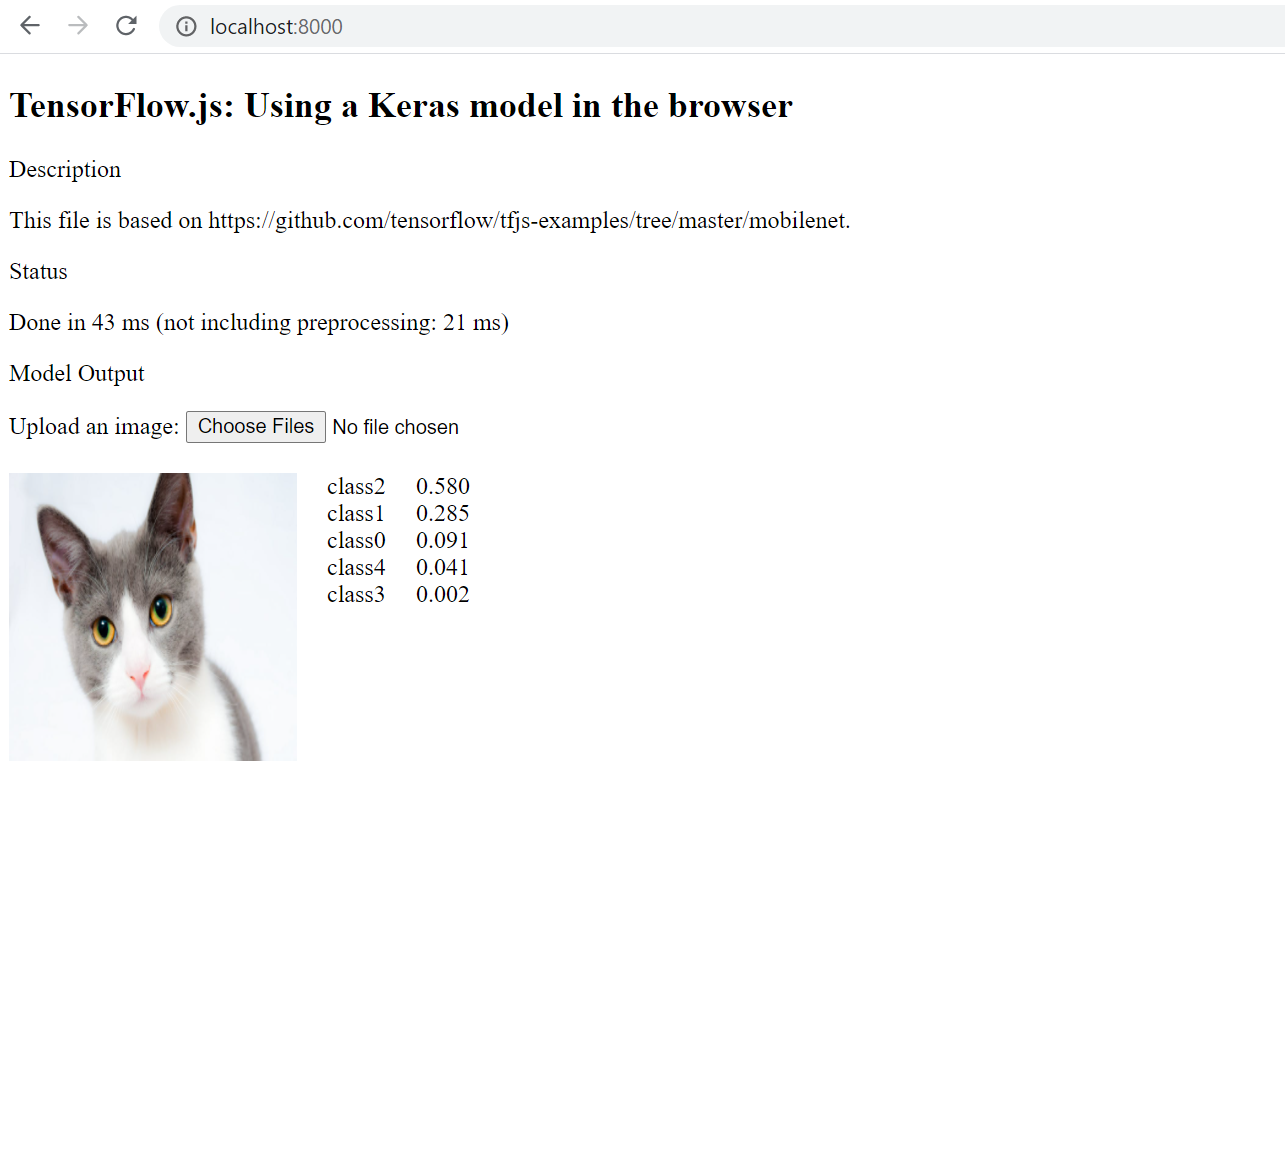 localhost:8000
TensorFlow.js: Using a Keras model in the browser
Description
This file is based on https://github.com/tensorflow/tfjs-examples/tree/master/mobilenet.
Status
Done in 43 ms (not including preprocessing: 21 ms)
Model Output
Upload an image: Choose Files No file chosen
class2 0.580
class1 0.285
class0 0.091
class4 0.041
class3 0.002